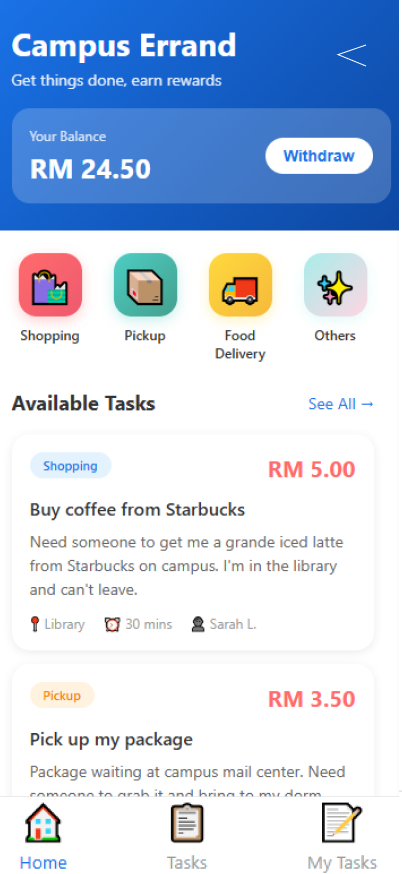 Campus Errand
Get things done, earn rewards
Your Balance
RM 24.50
Withdraw
Shopping
Pickup
Food
Delivery
Others
Available Tasks
See All →
Shopping
RM 5.00
Buy coffee from Starbucks
Need someone to get me a grande iced latte
from Starbucks on campus. I'm in the library
and can't leave.
Library
30 mins
Sarah L.
Pickup
RM 3.50
Pick up my package
Package waiting at campus mail center. Need
someone to grab it and bring to my dorm
Home
Tasks
My Tasks